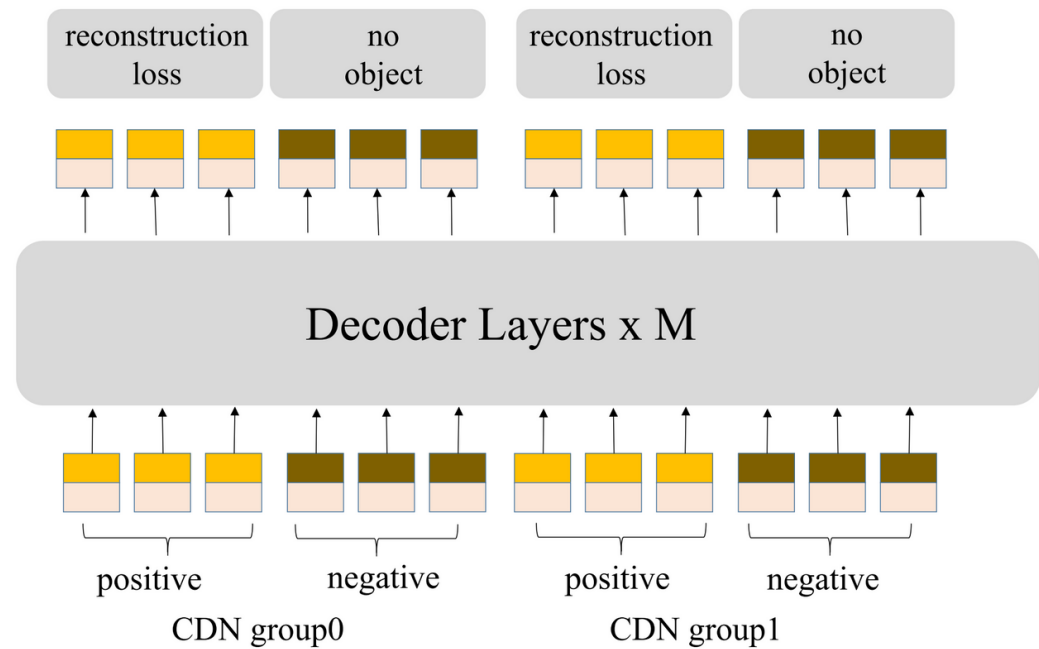 reconstruction
loss
no
object
reconstruction
loss
no
object
Decoder Layers x M
positive
negative
positive
negative
CDN group0
CDN group1